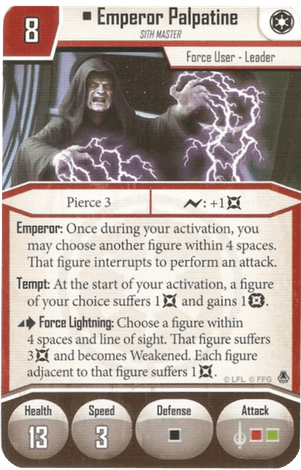 8
Emperor Palpatine
SITH MASTER
Force User - Leader
Pierce 3
: +1
Emperor: Once during your activation, you
may choose another figure within 4 spaces.
That figure interrupts to perform an attack.
Tempt: At the start of your activation, a figure
of your choice suffers 1 and gains 1.
Force Lightning: Choose a figure within
4 spaces and line of sight. That figure suffers
3 and becomes Weakened. Each figure
adjacent to that figure suffers 1.
© LFL © FFG
Health Speed Defense Attack
13 3